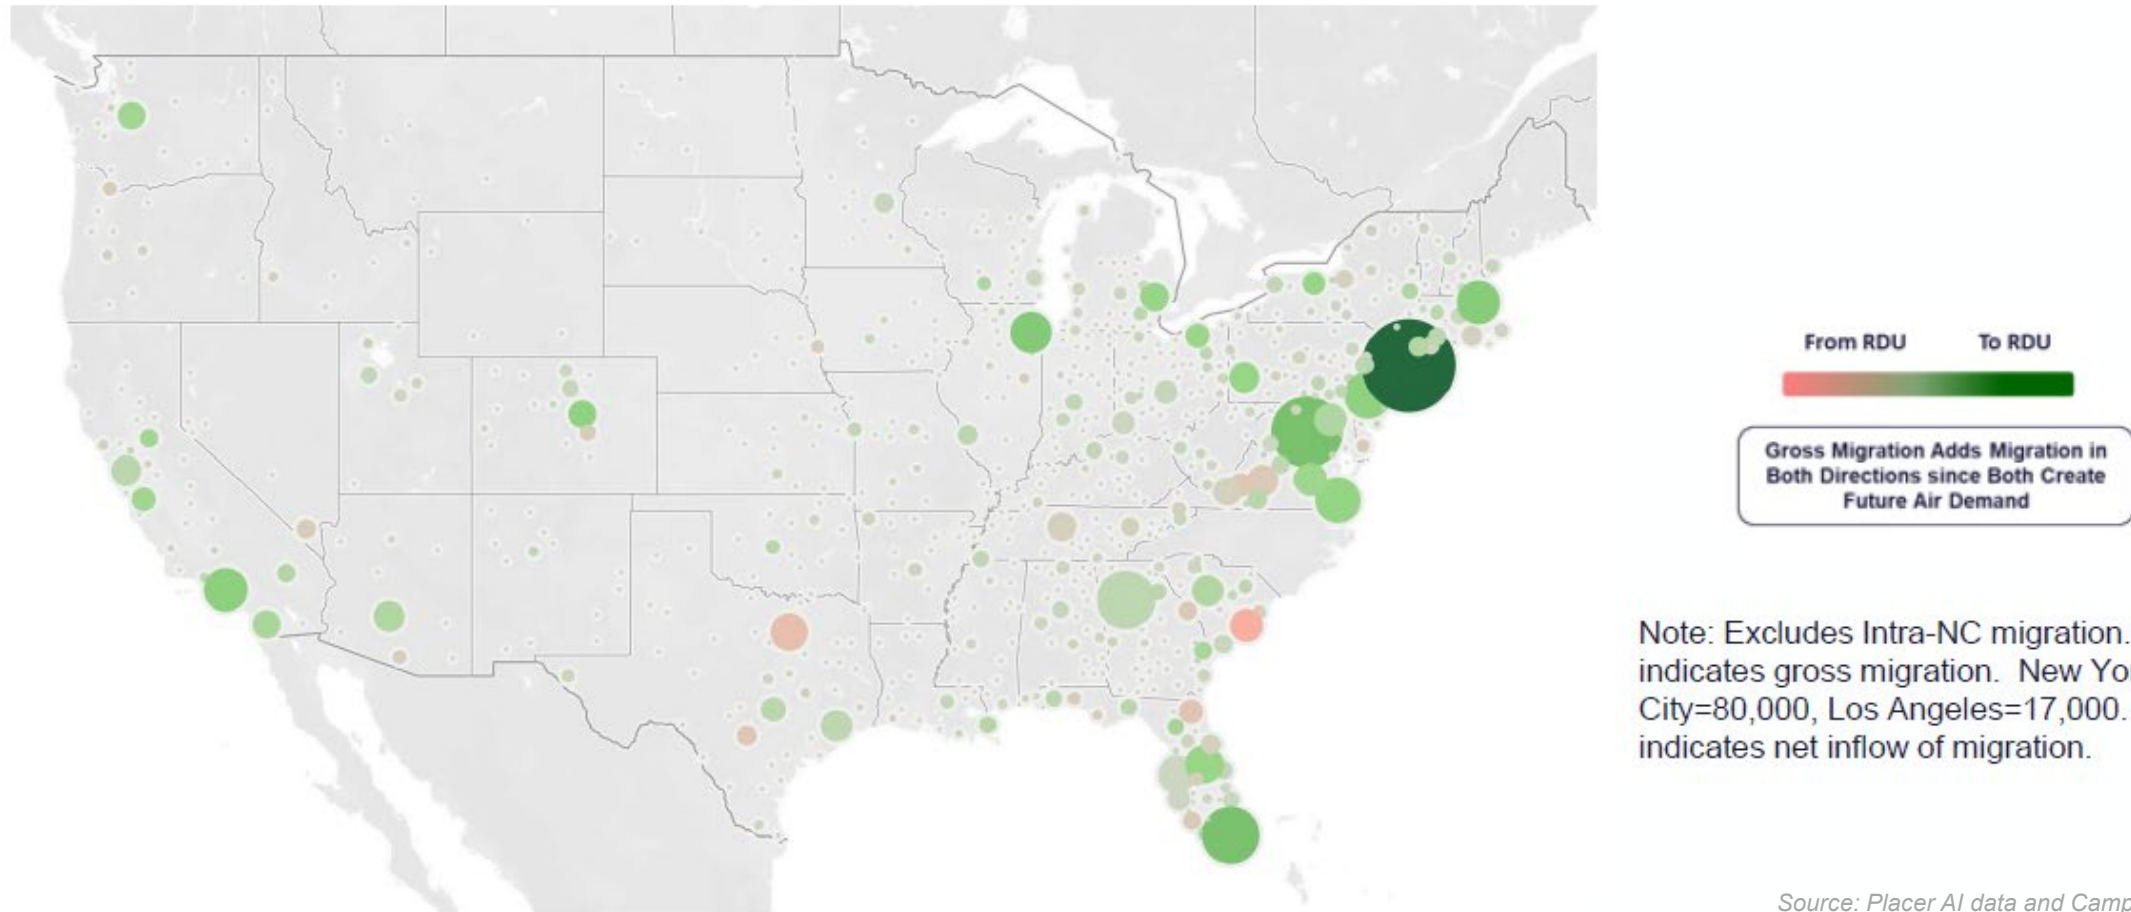 From RDU To RDU
Gross Migration Adds Migration in
Both Directions since Both Create
Future Air Demand
Note: Excludes Intra-NC migration.
indicates gross migration. New Yo
City=80,000, Los Angeles=17,000.
indicates net inflow of migration.
Source: Placer AI data and Camp